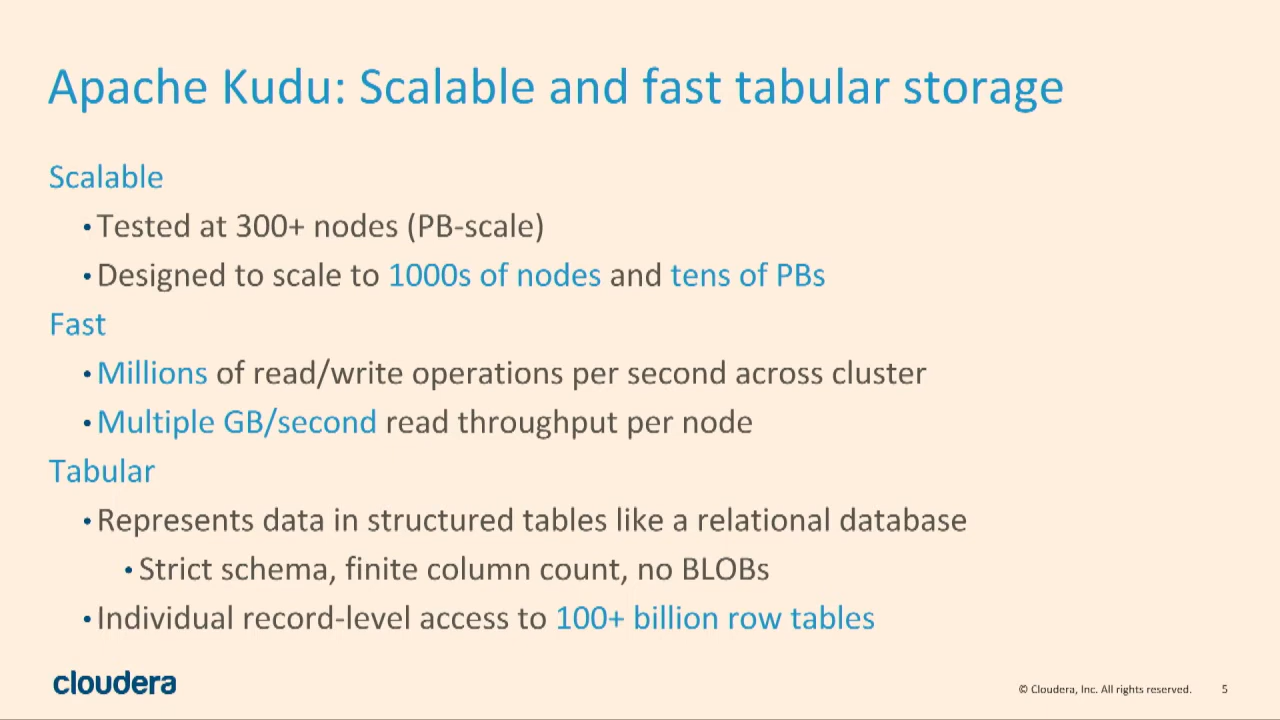 Apache Kudu: Scalable and fast tabular storage
Scalable
• Tested at 300+ nodes (PB-scale)
• Designed to scale to 1000s of nodes and tens of PBs
Fast
• Millions of read/write operations per second across cluster
• Multiple GB/second read throughput per node
Tabular
• Represents data in structured tables like a relational database
• Strict schema, finite column count, no BLOBs
• Individual record-level access to 100+ billion row tables
cloudera
© Cloudera, Inc. All rights reserved. 5